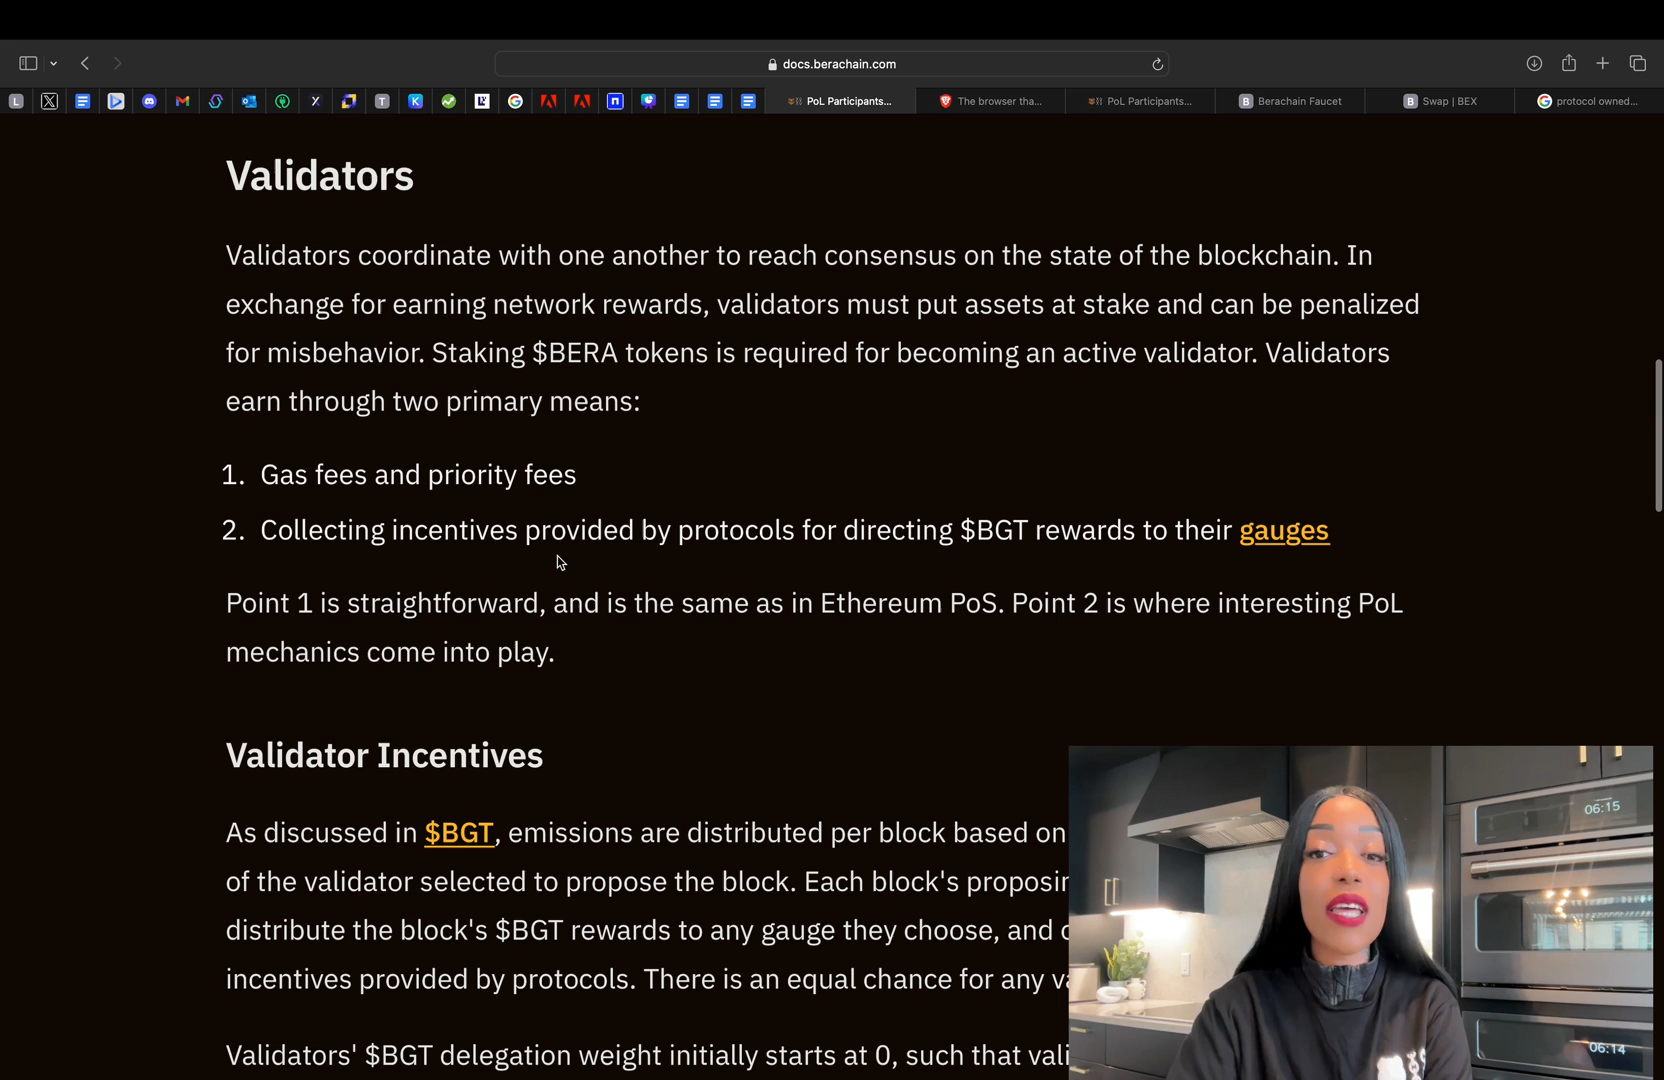 docs.berachain.com
L
T
K
PoL Participants...
The browser tha...
PoL Participants...
B
Berachain Faucet
B
Swap | BEX
protocol owned...
Validators
Validators coordinate with one another to reach consensus on the state of the blockchain. In
exchange for earning network rewards, validators must put assets at stake and can be penalized
for misbehavior. Staking $BERA tokens is required for becoming an active validator. Validators
earn through two primary means:
1. Gas fees and priority fees
2. Collecting incentives provided by protocols for directing $BGT rewards to their gauges
Point 1 is straightforward, and is the same as in Ethereum PoS. Point 2 is where interesting PoL
mechanics come into play.
Validator Incentives
As discussed in $BGT, emissions are distributed per block based on
of the validator selected to propose the block. Each block's
distribute the block's $BGT rewards to any gauge they choose, and
incentives provided by protocols. There is an equal chance for any
Validators' $BGT delegation weight initially starts at 0, such that
06:15
06:14